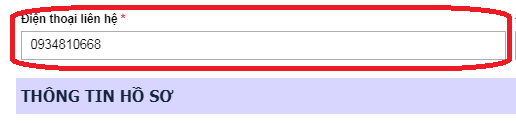 Điện thoại liên hệ *
0934810668
THÔNG TIN HỒ SƠ